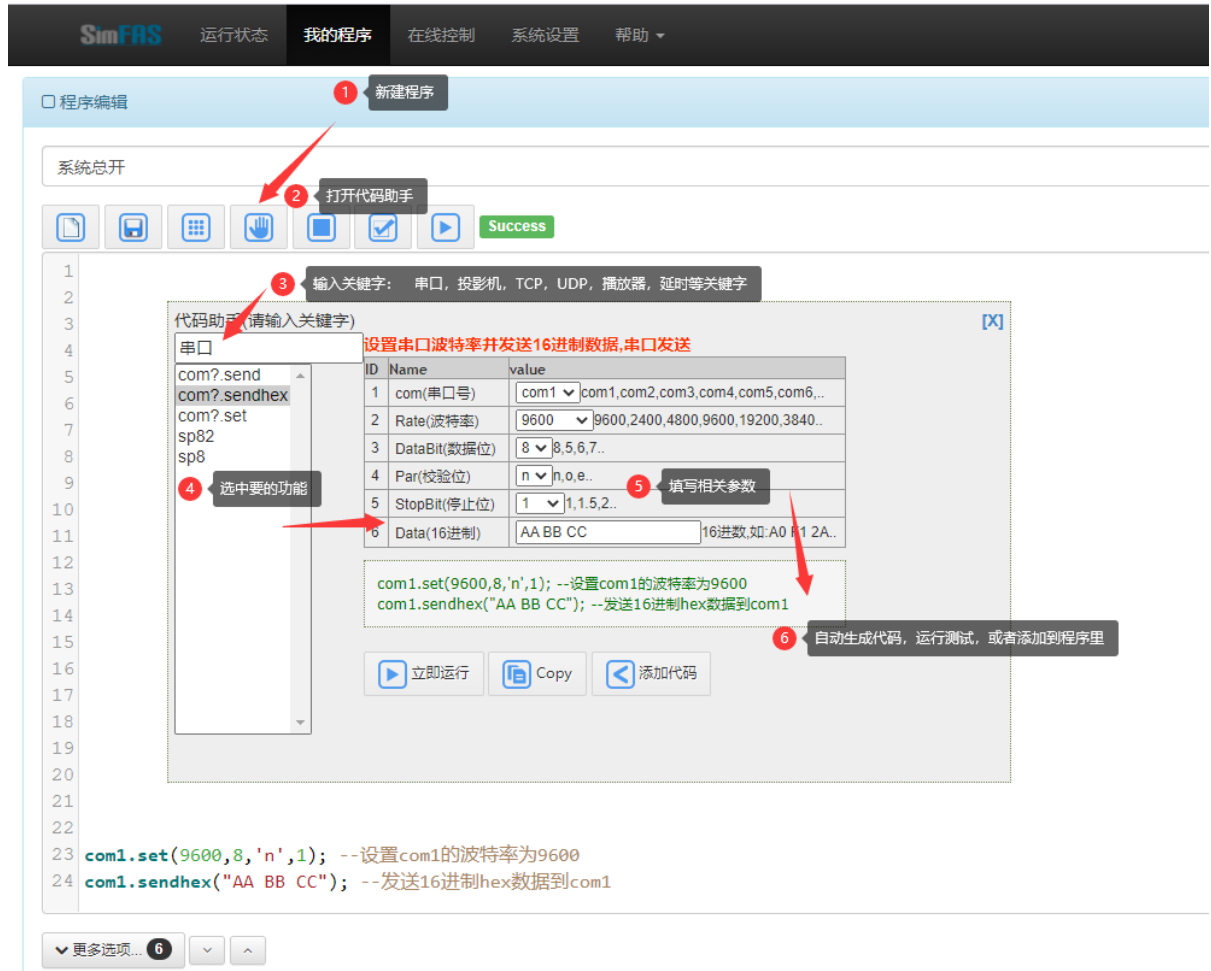 SimFAS 运行状态 我的程序 在线控制 系统设置 帮助
程序编辑
1 新建程序
系统总开
2 打开代码助手
Success
3 输入关键字： 串口，投影机，TCP，UDP，播放器，延时等关键字
代码助手(请输入关键字) [X]
串口
设置串口波特率并发送16进制数据,串口发送
com?.send
com?.sendhex
com?.set
sp82
sp8
4 选中要的功能
ID Name value
1 com(串口号) com1 com1,com2,com3,com4,com5,com6,..
2 Rate(波特率) 9600 9600,2400,4800,9600,19200,3840..
3 DataBit(数据位) 8 8,5,6,7..
4 Par(校验位) n n,o,e..
5 填写相关参数
5 StopBit(停止位) 1 1,1.5,2..
6 Data(16进制) AA BB CC 16进数,如:A0 F1 2A..
com1.set(9600,8,'n',1); --设置com1的波特率为9600
com1.sendhex("AA BB CC"); --发送16进制hex数据到com1
6 自动生成代码，运行测试，或者添加到程序里
立即运行 Copy 添加代码
1
2
3
4
5
6
7
8
9
10
11
12
13
14
15
16
17
18
19
20
21
22
23 com1.set(9600,8,'n',1); --设置com1的波特率为9600
24 com1.sendhex("AA BB CC"); --发送16进制hex数据到com1
更多选项... 6